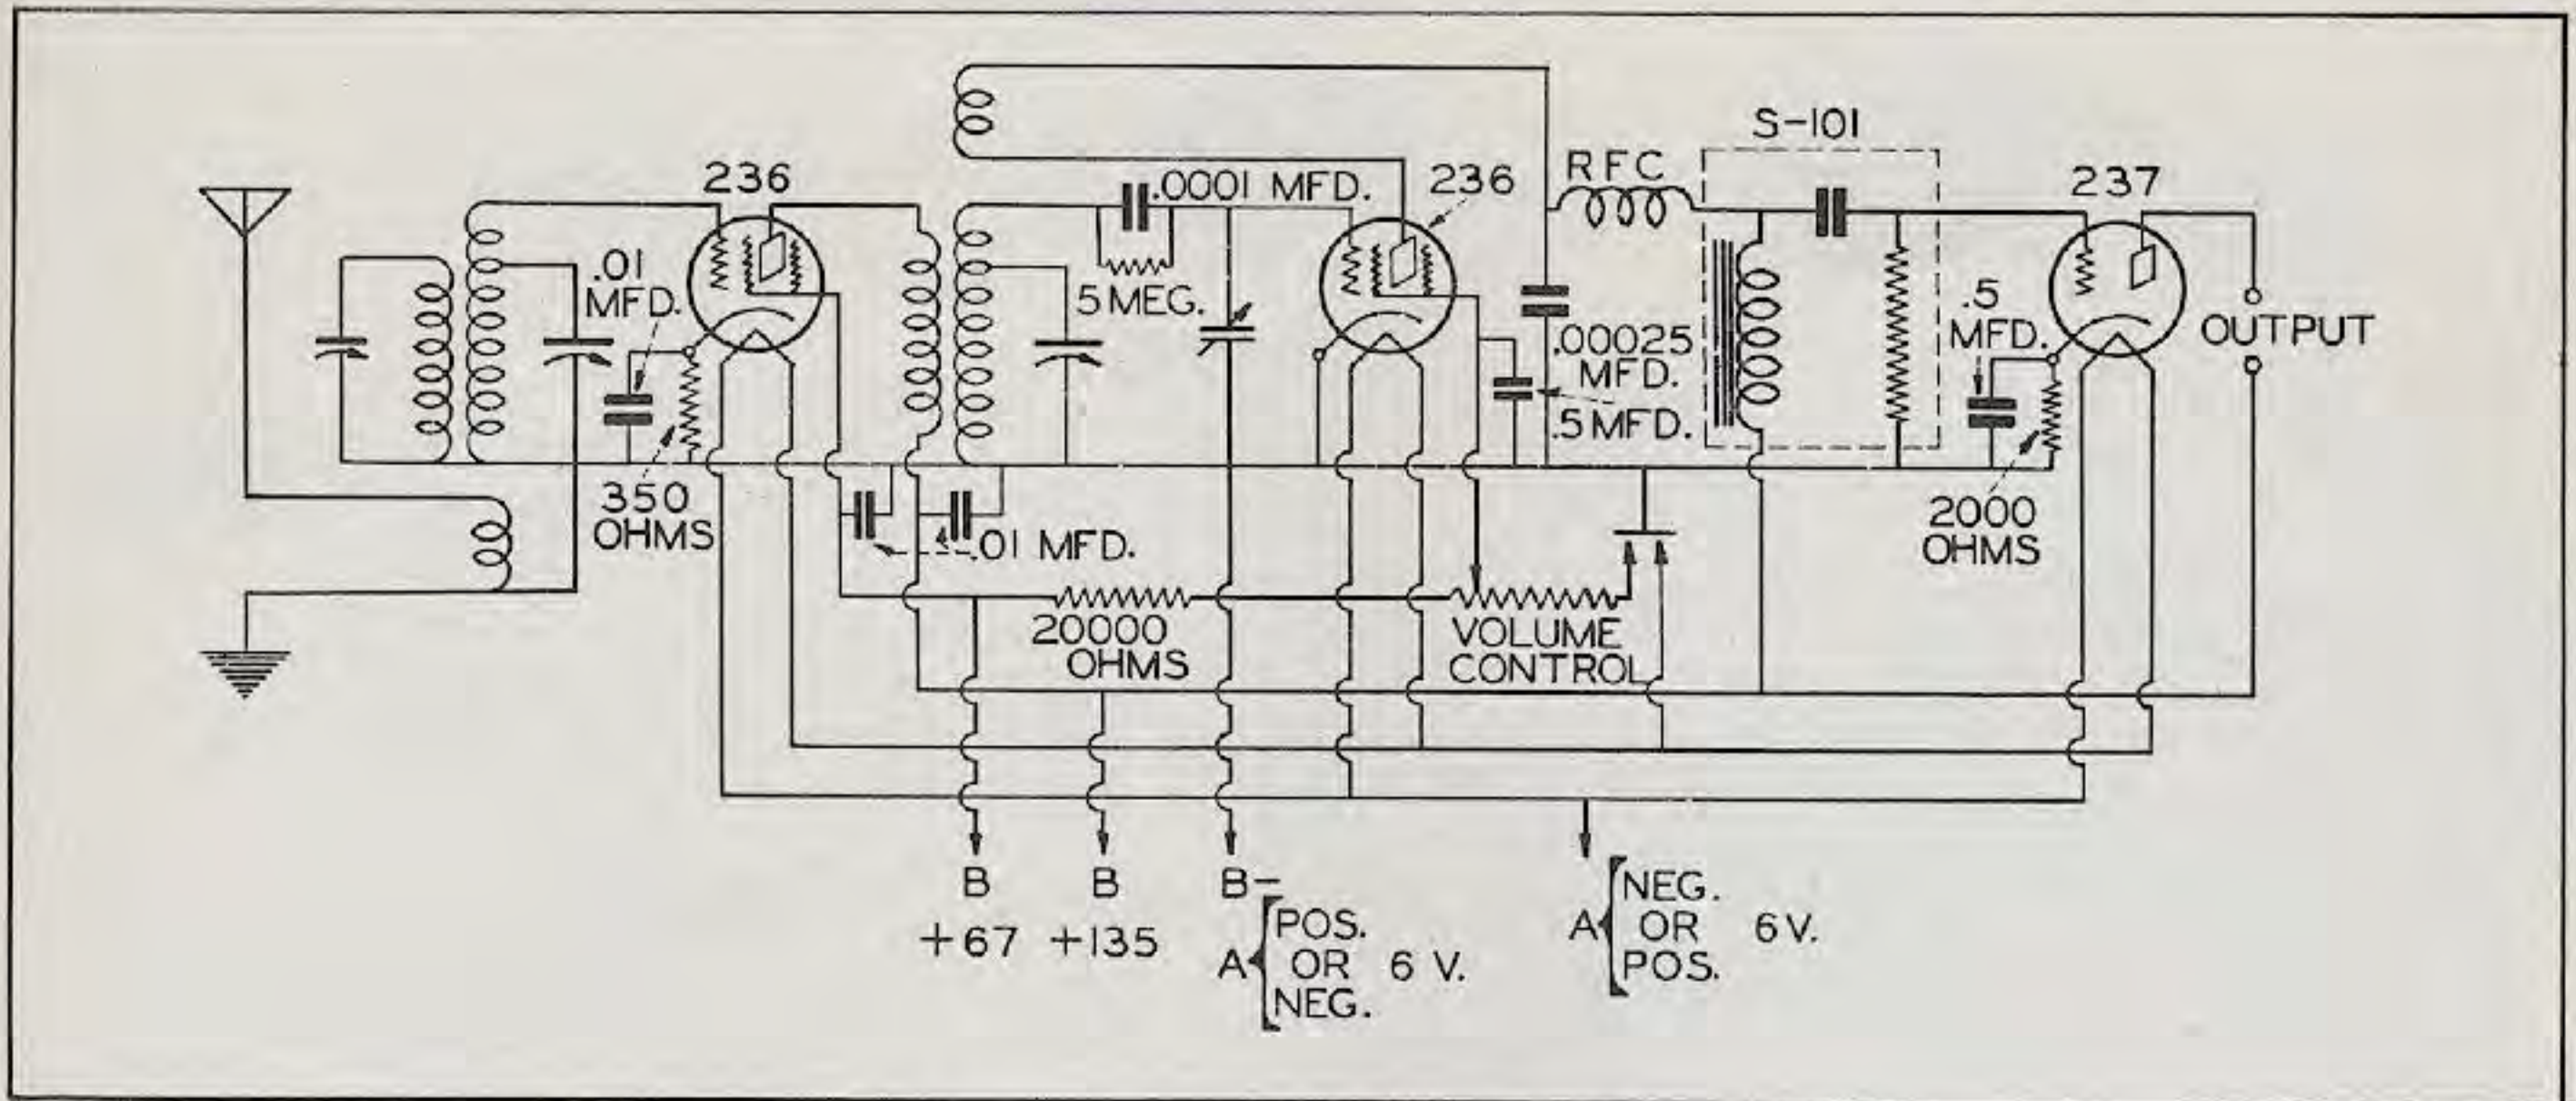 S-101
236
.0001 MFD.
236
RFC
237
.01
MFD.
5 MEG.
.00025
MFD.
.5 MFD.
.5
MFD.
OUTPUT
350
OHMS
.01 MFD.
2000
OHMS
20000
OHMS
VOLUME
CONTROL
B
+67
B
+135
B-
A
POS.
OR 6 V.
NEG.
A
NEG.
OR 6 V.
POS.